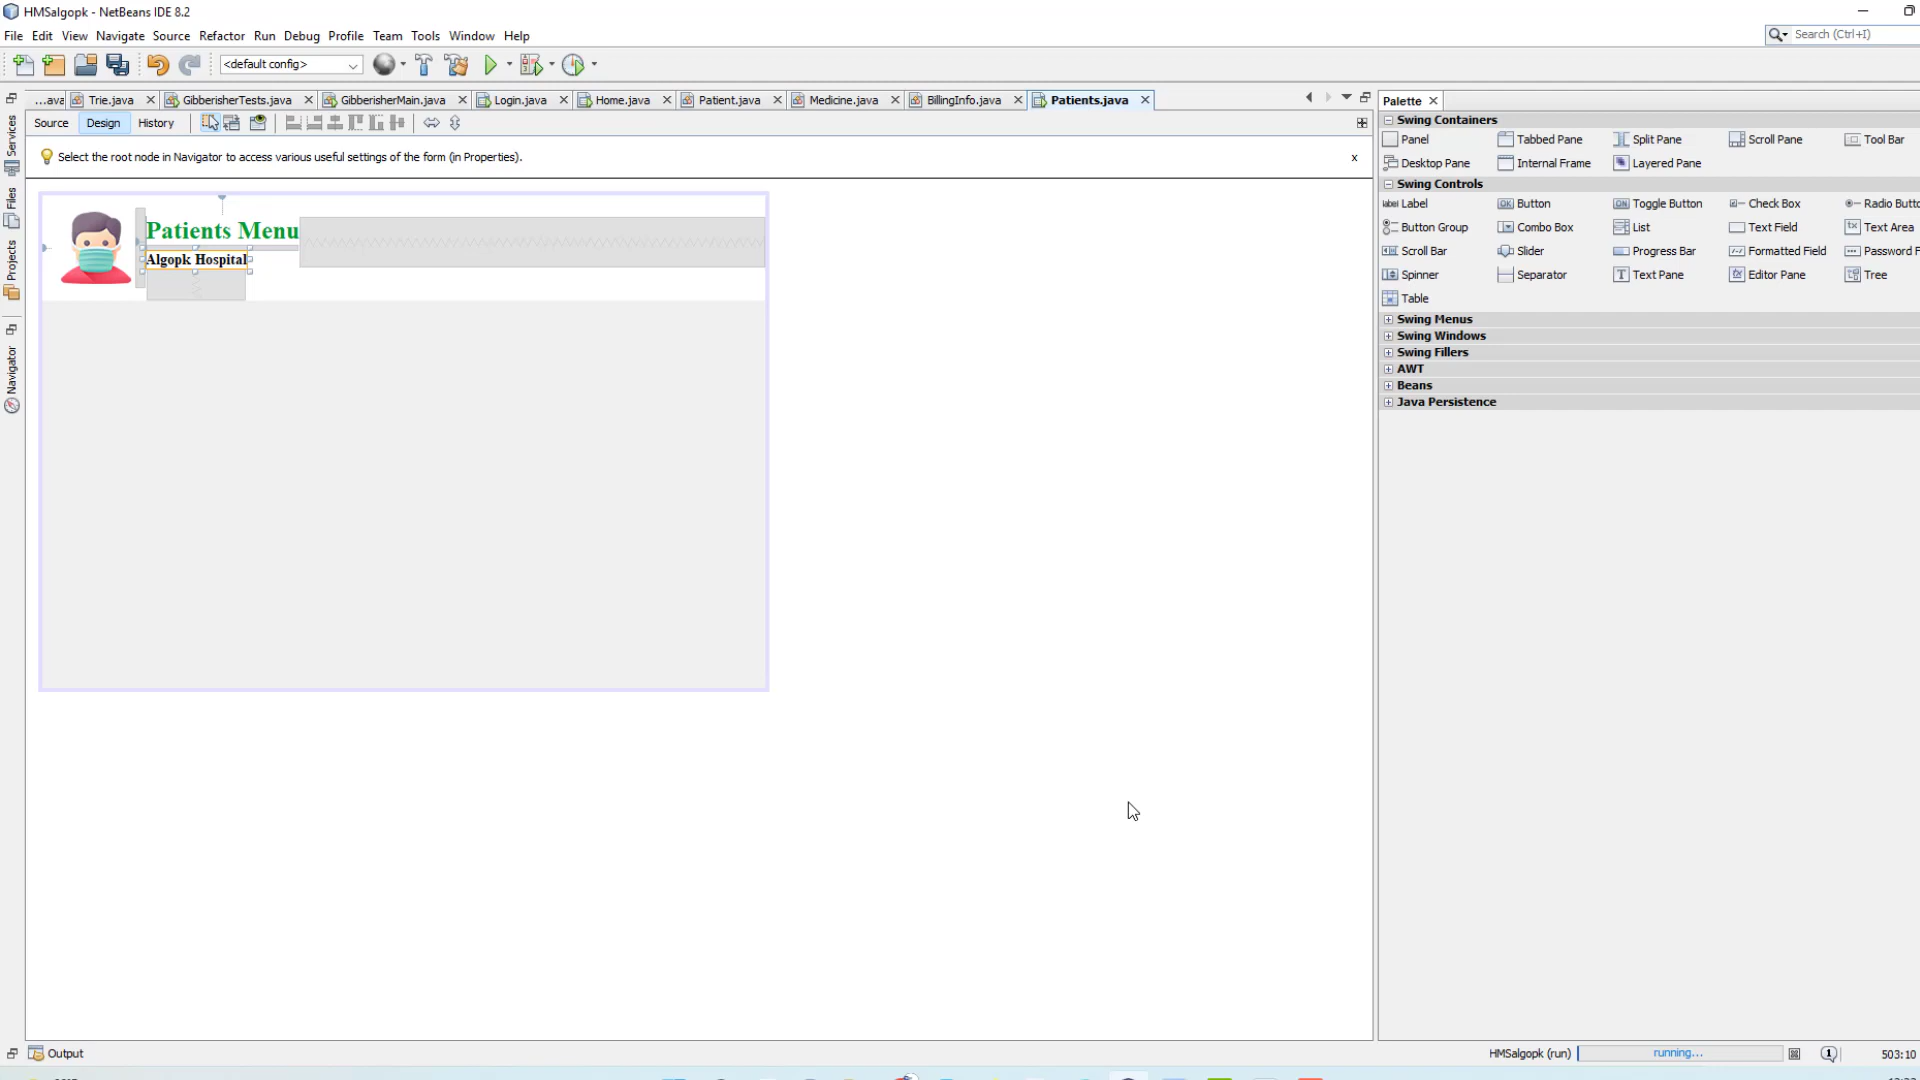 HMSalgopk - NetBeans IDE 8.2
File Edit View Navigate Source Refactor Run Debug Profile Team Tools Window Help
Search (Ctrl+I)
<default config>
...ava Trie.java GibberisherTests.java GibberisherMain.java Login.java Home.java Patient.java Medicine.java BillingInfo.java Patients.java
Source Design History
Select the root node in Navigator to access various useful settings of the form (in Properties). x
Services
Files
Projects
Navigator
Patients Menu
Algopk Hospital
Palette
Swing Containers
Panel Tabbed Pane Split Pane Scroll Pane Tool Bar
Desktop Pane Internal Frame Layered Pane
Swing Controls
label Label OK Button ON Toggle Button Check Box Radio Butto
Button Group Combo Box List Text Field Text Area
Scroll Bar Slider Progress Bar Formatted Field Password F
Spinner Separator Text Pane Editor Pane Tree
Table
Swing Menus
Swing Windows
Swing Fillers
AWT
Beans
Java Persistence
Output
HMSalgopk (run) running... 1 503:10